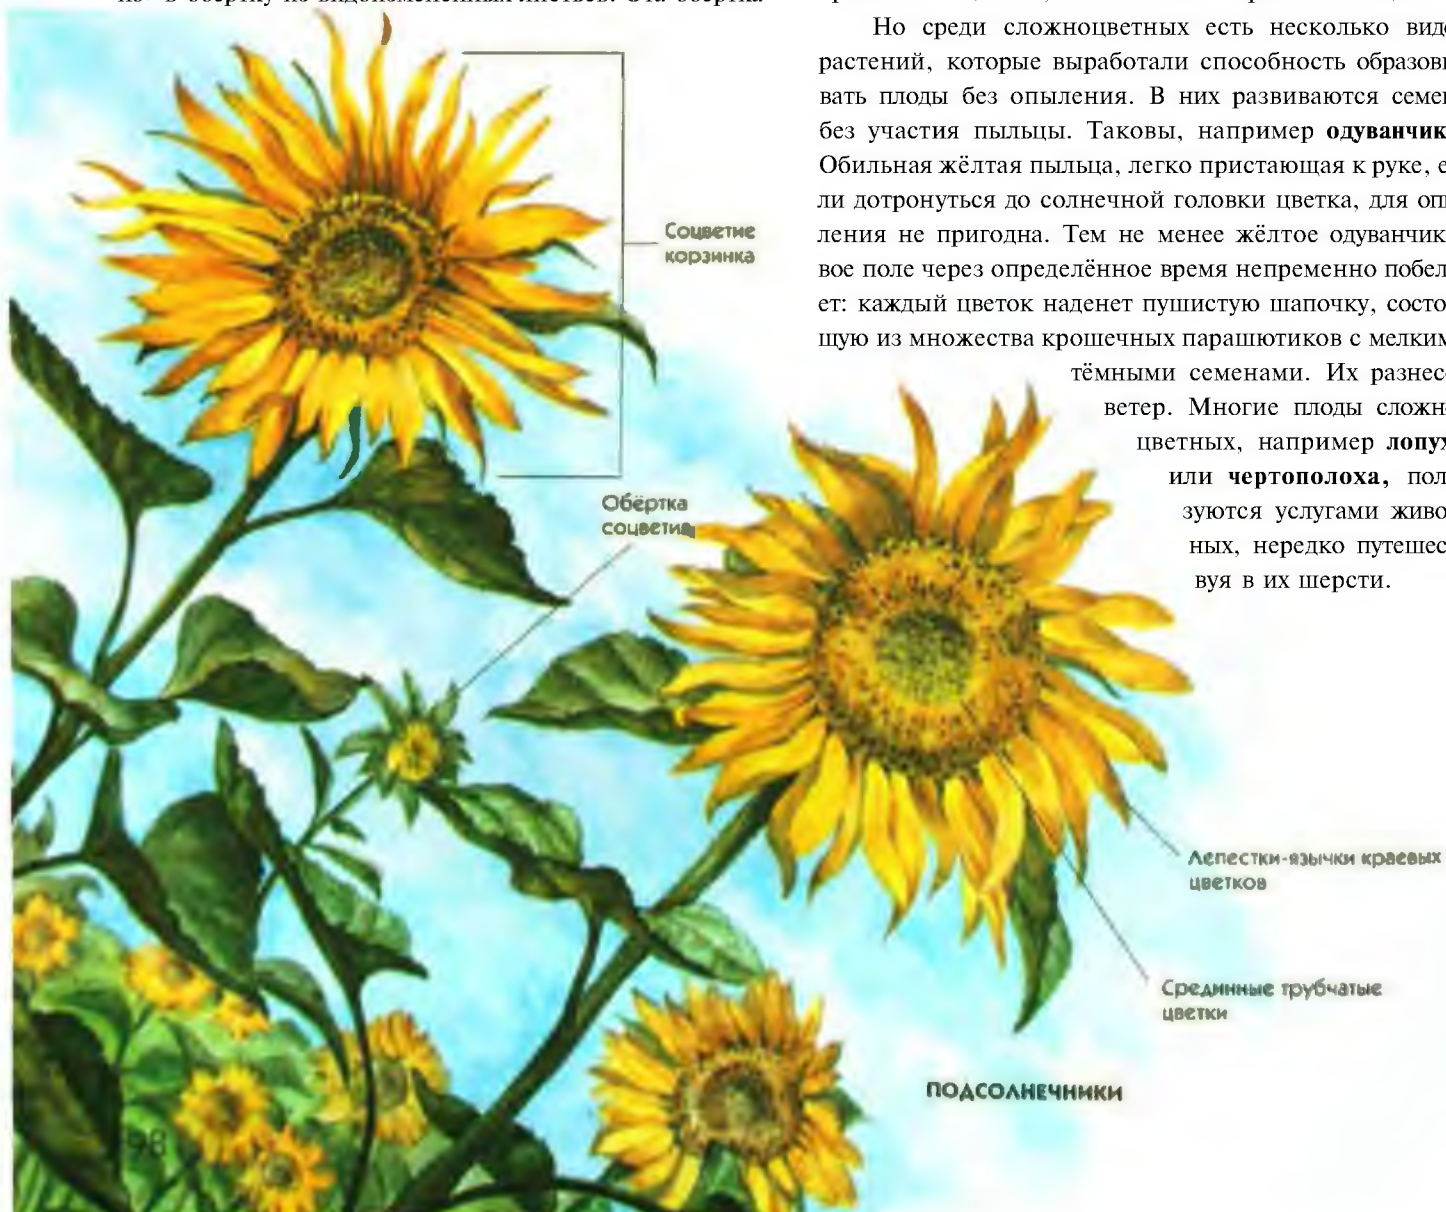 Но среди сложноцветных есть несколько видо
растений, которые выработали способность образовы
вать плоды без опыления. В них развиваются семен
без участия пыльцы. Таковы, например одуванчик
Обильная жёлтая пыльца, легко пристающая к руке, е
ли дотронуться до солнечной головки цветка, для оп
ления не пригодна. Тем не менее жёлтое одуванчик
вое поле через определённое время непременно побел
ет: каждый цветок наденет пушистую шапочку, состо
щую из множества крошечных парашютиков с мелким
тёмными семенами. Их разнес
ветер. Многие плоды сложн
цветных, например лопух
или чертополоха, пол
зуются услугами живо
ных, нередко путешес
вуя в их шерсти.
Соцветие
корзинка
Обёртка
соцветия
Лепестки-язычки краевых
цветков
Срединные трубчатые
цветки
ПОДСОЛНЕЧНИКИ
98